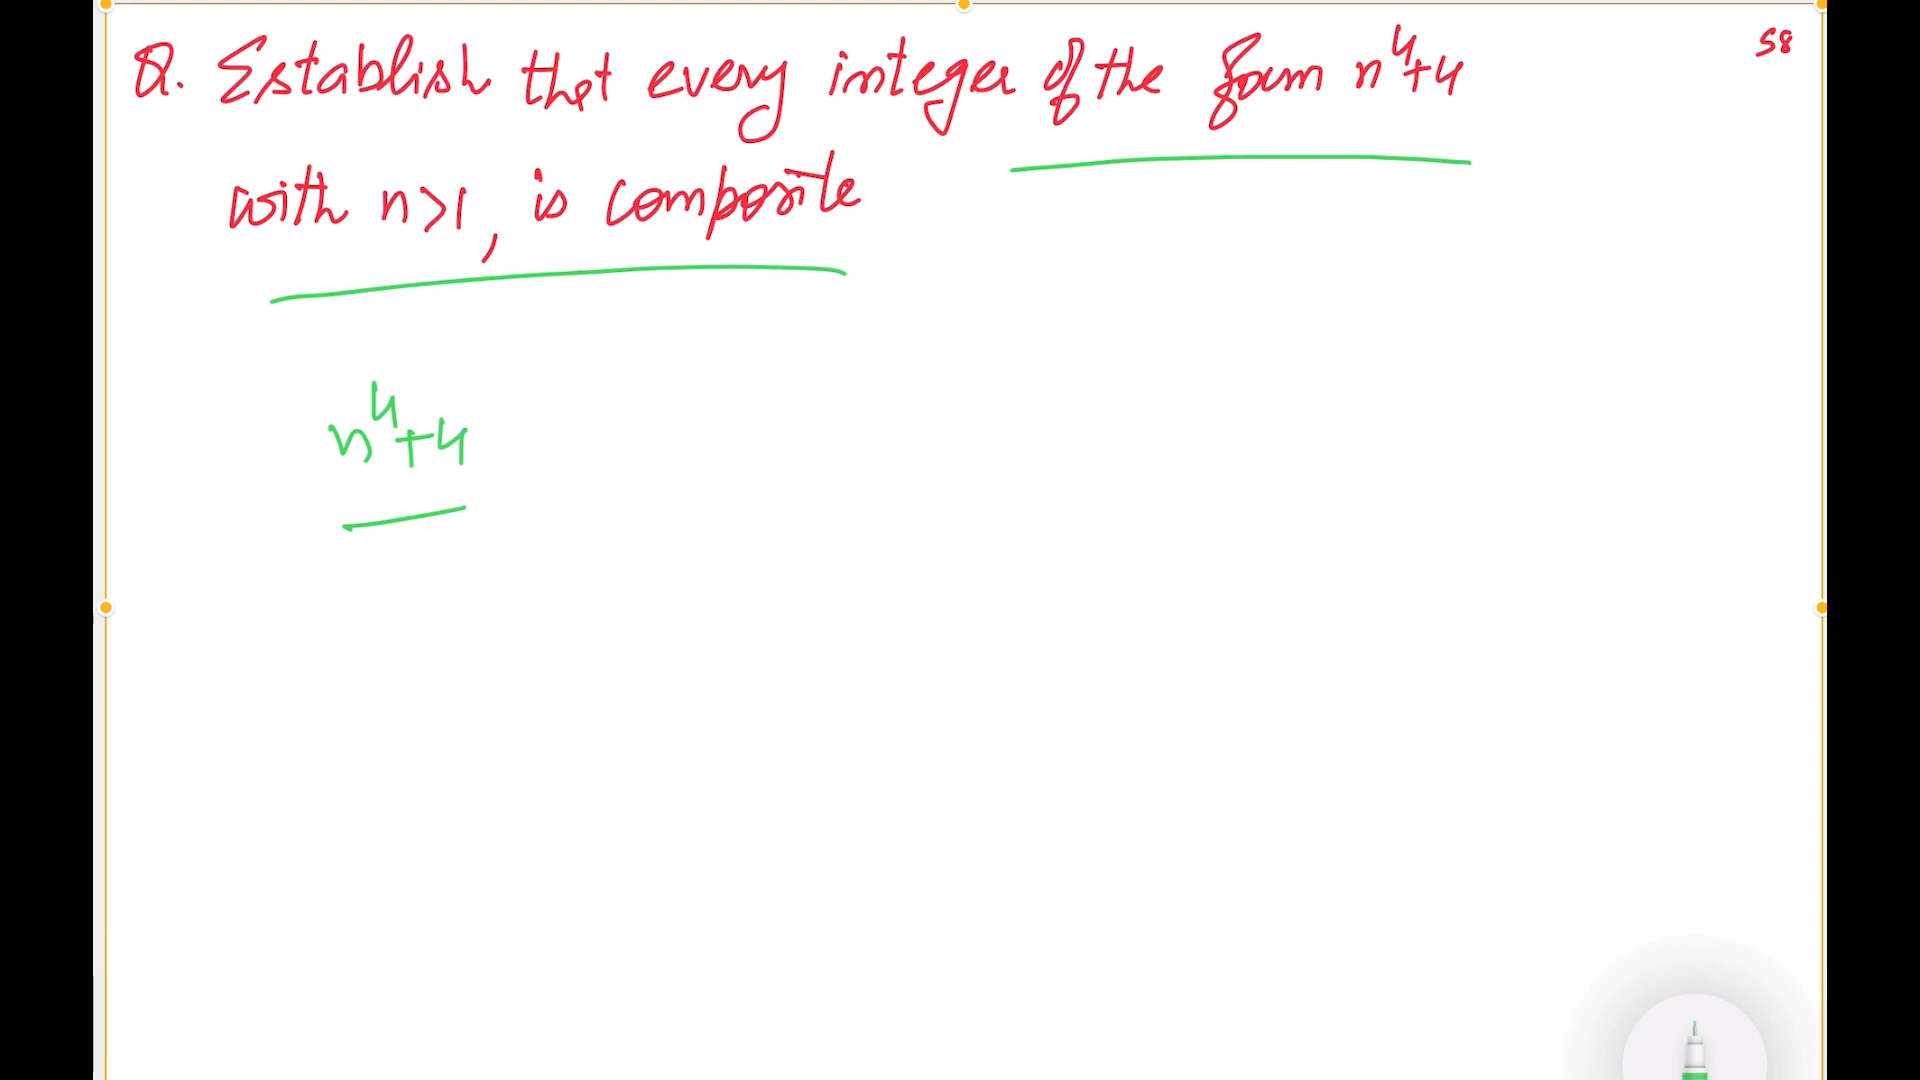 Q. Establish that every integer of the form n⁴+4
58
with n>1, is composite
n⁴+4